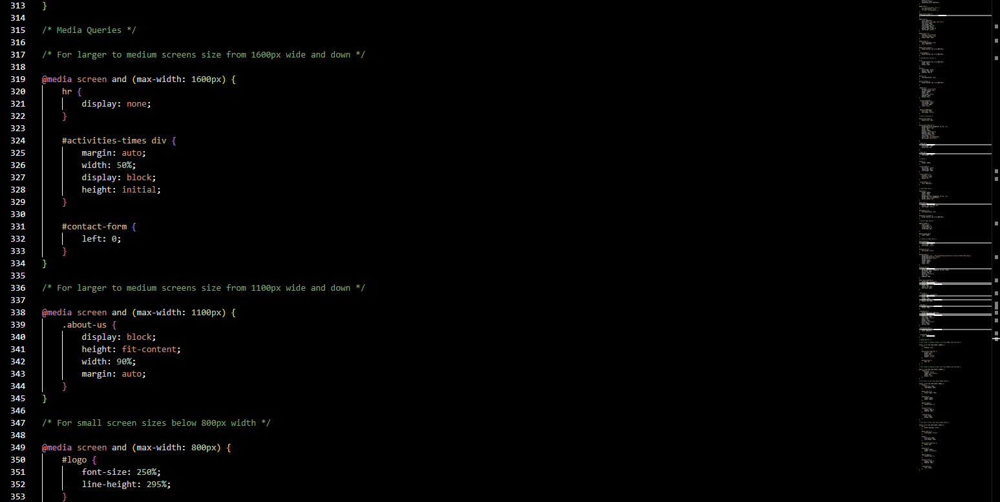 313 }
314
315 /* Media Queries */
316
317 /* For larger to medium screens size from 1600px wide and down */
318
319 @media screen and (max-width: 1600px) {
320     hr {
321         display: none;
322     }
323
324     #activities-times div {
325         margin: auto;
326         width: 50%;
327         display: block;
328         height: initial;
329     }
330
331     #contact-form {
332         left: 0;
333     }
334 }
335
336 /* For larger to medium screens size from 1100px wide and down */
337
338 @media screen and (max-width: 1100px) {
339     .about-us {
340         display: block;
341         height: fit-content;
342         width: 90%;
343         margin: auto;
344     }
345 }
346
347 /* For small screen sizes below 800px width */
348
349 @media screen and (max-width: 800px) {
350     #logo {
351         font-size: 250%;
352         line-height: 295%;
353     }